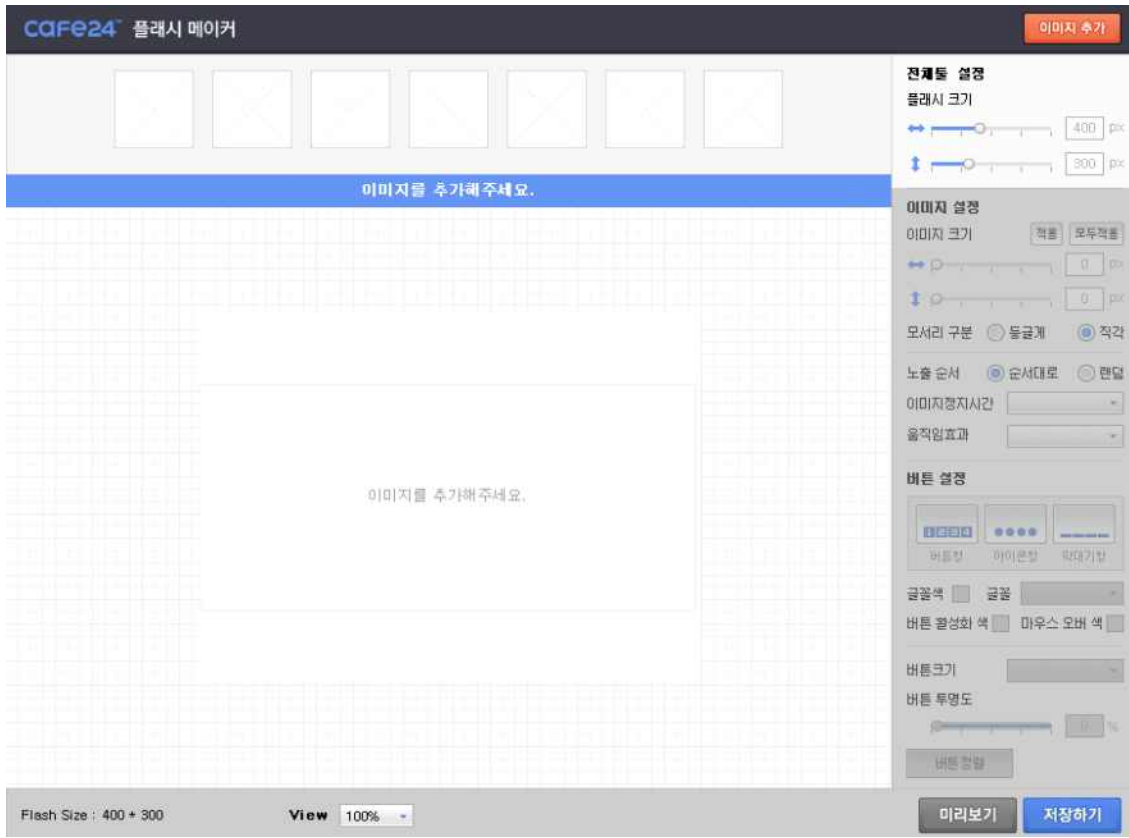 cafe24 플래시 메이커
이미지 추가
전체툴 설정
플래시 크기
400 px
300 px
이미지를 추가해주세요.
이미지 설정
이미지 크기 적용 모두적용
0 px
0 px
모서리 구분 둥글게 직각
노출 순서 순서대로 랜덤
이미지정지시간
움직임효과
이미지를 추가해주세요.
버튼 설정
1 2 3 4
버튼형 아이콘형 막대기형
글꼴색 글꼴
버튼 활성화 색 마우스 오버 색
버튼크기
버튼 투명도
0 %
버튼정렬
Flash Size : 400 * 300 View 100% 미리보기 저장하기